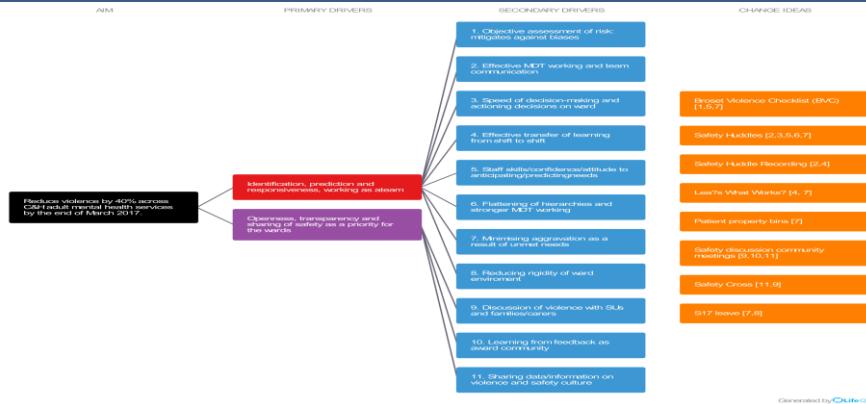 AIM
PRIMARY DRIVERS
SECONDARY DRIVERS
CHANGE IDEAS
Reduce violence by 40% across
C&H adult mental health services
by the end of March 2017.
Identification, prediction and
responsiveness, working as ateam
Openness, transparency and
sharing of safety as a priority for
the wards
1. Objective assessment of risk:
mitigates against biases
2. Effective MDT working and team
communication
3. Speed of decision-making and
actioning decisions on ward
4. Effective transfer of learning
from shift to shift
5. Staff skills/confidence/attitude to
anticipating/predictingneeds
6. Flattening of hierarchies and
stronger MDT working
7. Minimising aggravation as a
result of unmet needs
8. Reducing rigidity of ward
enviroment
9. Discussion of violence with SUs
and families/carers
10. Learning from feedback as
award community
11. Sharing data/information on
violence and safety culture
Broset Violence Checklist (BVC)
[1,5,7]
Safety Huddles [2,3,5,6,7]
Safety Huddle Recording [2,4]
Lea?s What Works? [4, 7]
Patient property bins [7]
Safety discussion community
meetings [9,10,11]
Safety Cross [11,9]
S17 leave [7,8]
Generated by QLife